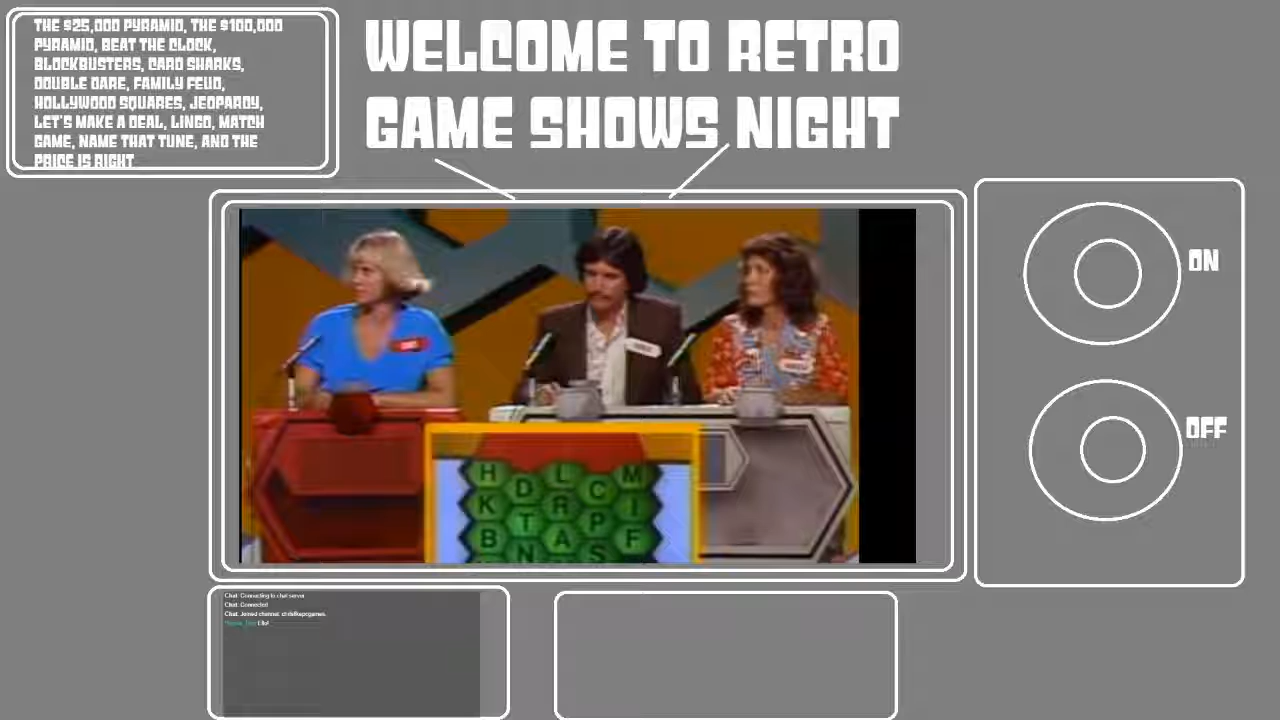 THE $25,000 PYRAMID, THE $100,000
PYRAMID, BEAT THE CLOCK,
BLOCKBUSTERS, CARD SHARKS,
DOUBLE DARE, FAMILY FEUD,
HOLLYWOOD SQUARES, JEOPARDY,
LET'S MAKE A DEAL, LINGO, MATCH
GAME, NAME THAT TUNE, AND THE
PRICE IS RIGHT
WELCOME TO RETRO
GAME SHOWS NIGHT
ON
OFF
H D L C M
K T R P I
B N A S F
Chat: Connecting to chat server
Chat: Connected
Chat: Joined channel:
Ello!